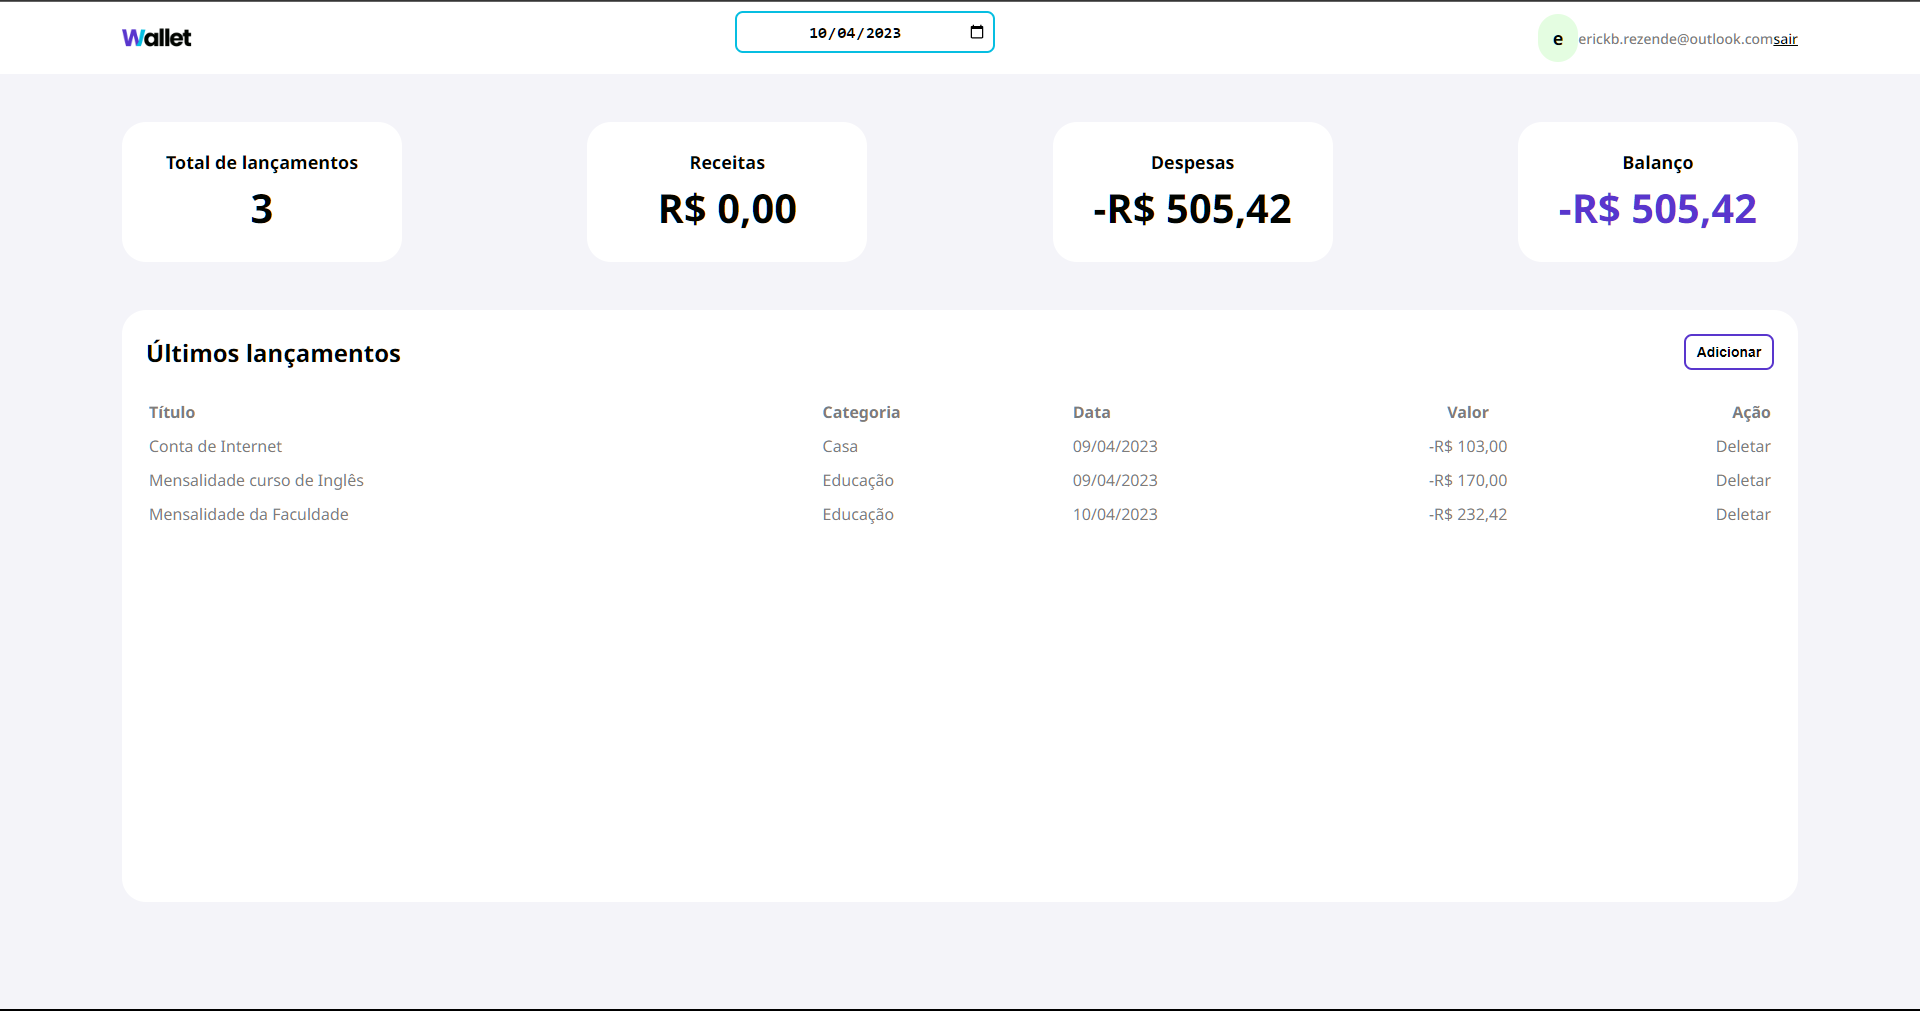 Wallet
10/04/2023
e erickb.rezende@outlook.comsair
Total de lançamentos
3
Receitas
R$ 0,00
Despesas
-R$ 505,42
Balanço
-R$ 505,42
Últimos lançamentos
Adicionar
Título Categoria Data Valor Ação
Conta de Internet Casa 09/04/2023 -R$ 103,00 Deletar
Mensalidade curso de Inglês Educação 09/04/2023 -R$ 170,00 Deletar
Mensalidade da Faculdade Educação 10/04/2023 -R$ 232,42 Deletar